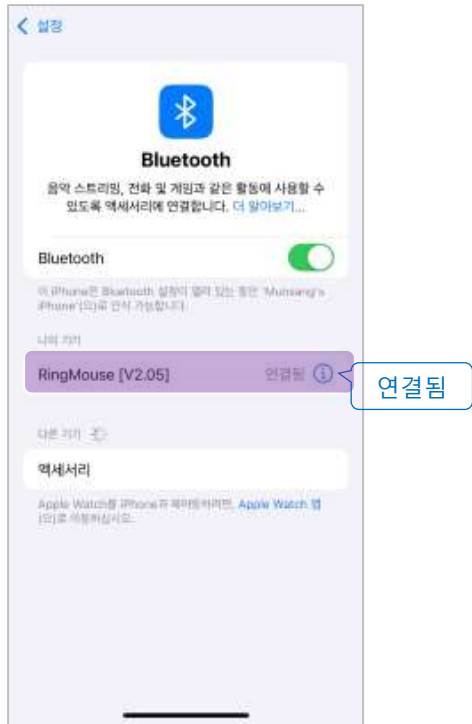 설정
Bluetooth
음악 스트리밍, 전화 및 게임과 같은 활동에 사용할 수
있도록 액세서리에 연결합니다. 더 알아보기...
Bluetooth
이 iPhone은 Bluetooth 설정이 열려 있는 동안 'Munsang's
iPhone'(으)로 인식 가능합니다.
나의 기기
RingMouse [V2.05] 연결됨
연결됨
다른 기기
액세서리
Apple Watch를 iPhone과 페어링하려면, Apple Watch 앱
(으)로 이동하십시오.